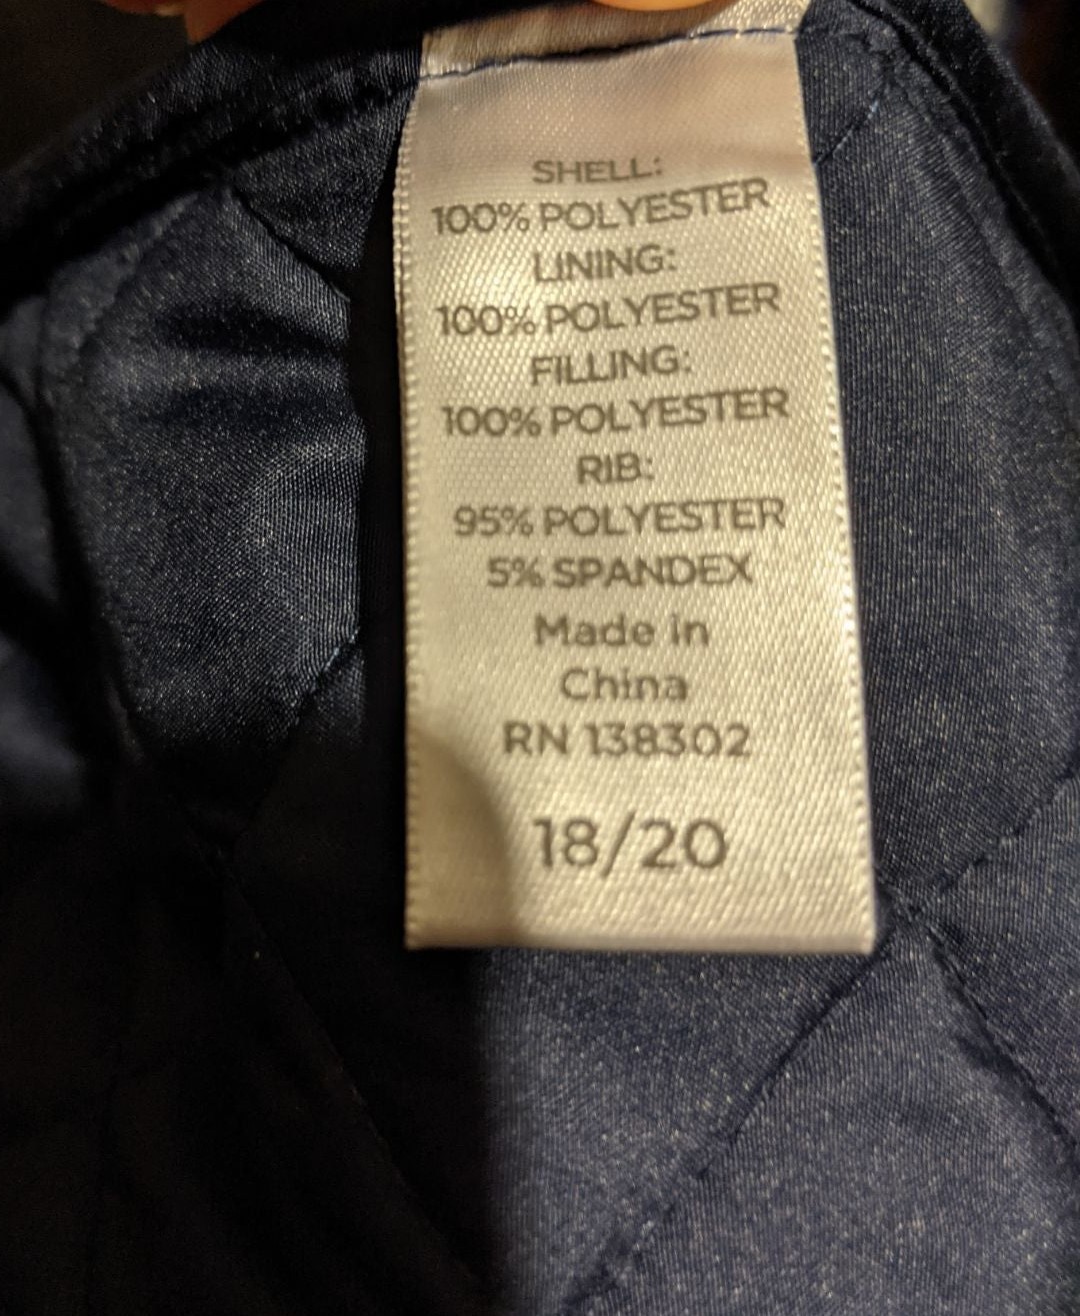 SHELL:
100% POLYESTER
LINING:
100% POLYESTER
FILLING:
100% POLYESTER
RIB:
95% POLYESTER
5% SPANDEX
Made in
China
RN 138302
18/20